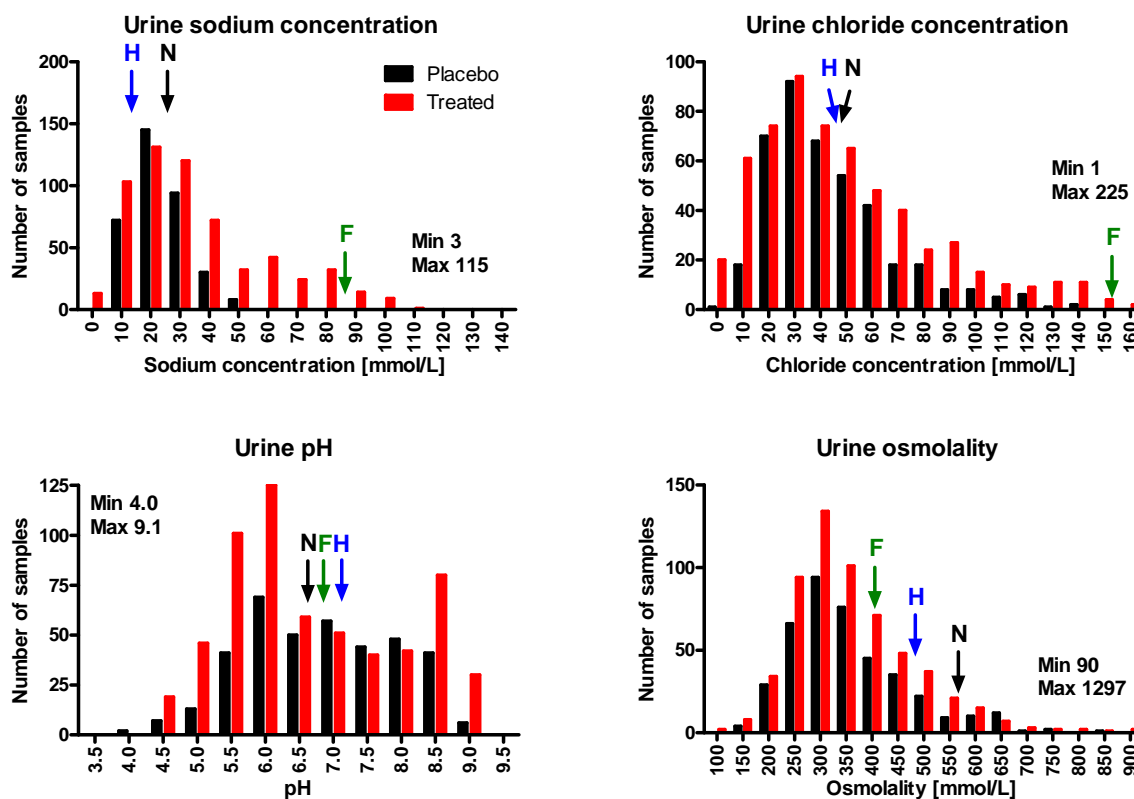 Urine sodium concentration
H N
Placebo
Treated
F
Min 3
Max 115
Number of samples
200
150
100
50
0
0 10 20 30 40 50 60 70 80 90 100 110 120 130 140
Sodium concentration [mmol/L]
Urine chloride concentration
H N
Min 1
Max 225
F
Number of samples
100
80
60
40
20
0
0 10 20 30 40 50 60 70 80 90 100 110 120 130 140 150 160
Chloride concentration [mmol/L]
Urine pH
Min 4.0
Max 9.1
N F H
Number of samples
125
100
75
50
25
0
3.5 4.0 4.5 5.0 5.5 6.0 6.5 7.0 7.5 8.0 8.5 9.0 9.5
pH
Urine osmolality
F
H
N
Min 90
Max 1297
Number of samples
150
100
50
0
100 150 200 250 300 350 400 450 500 550 600 650 700 750 800 850 900
Osmolality [mmol/L]